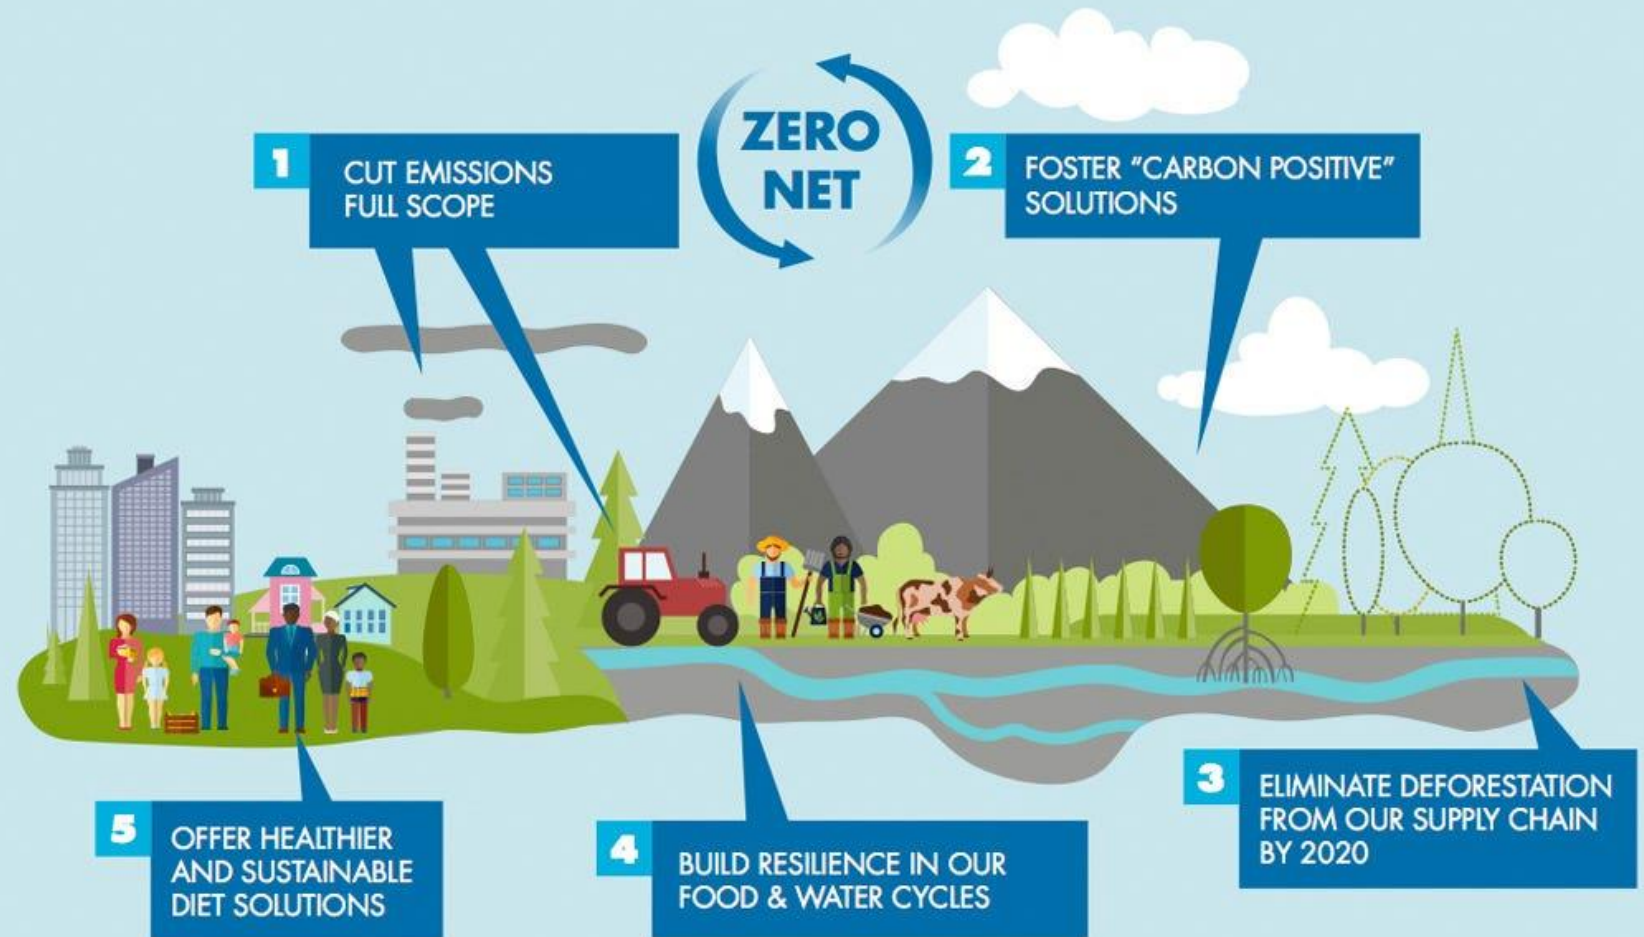 ZERO
NET
1
CUT EMISSIONS
FULL SCOPE
2
FOSTER "CARBON POSITIVE"
SOLUTIONS
3
ELIMINATE DEFORESTATION
FROM OUR SUPPLY CHAIN
BY 2020
4
BUILD RESILIENCE IN OUR
FOOD & WATER CYCLES
5
OFFER HEALTHIER
AND SUSTAINABLE
DIET SOLUTIONS